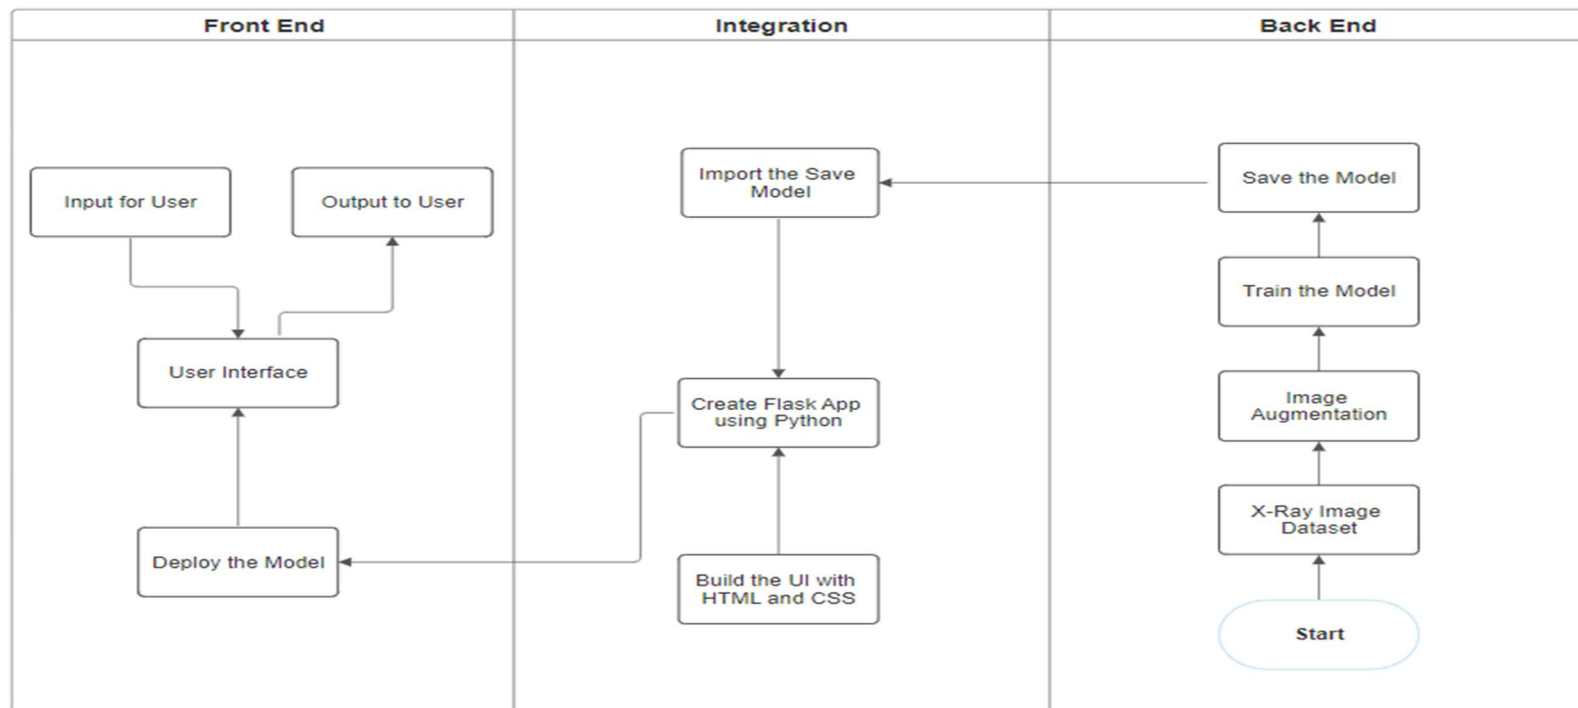 Front End
Integration
Back End
Input for User
Output to User
User Interface
Deploy the Model
Import the Save
Model
Create Flask App
using Python
Build the UI with
HTML and CSS
Save the Model
Train the Model
Image
Augmentation
X-Ray Image
Dataset
Start